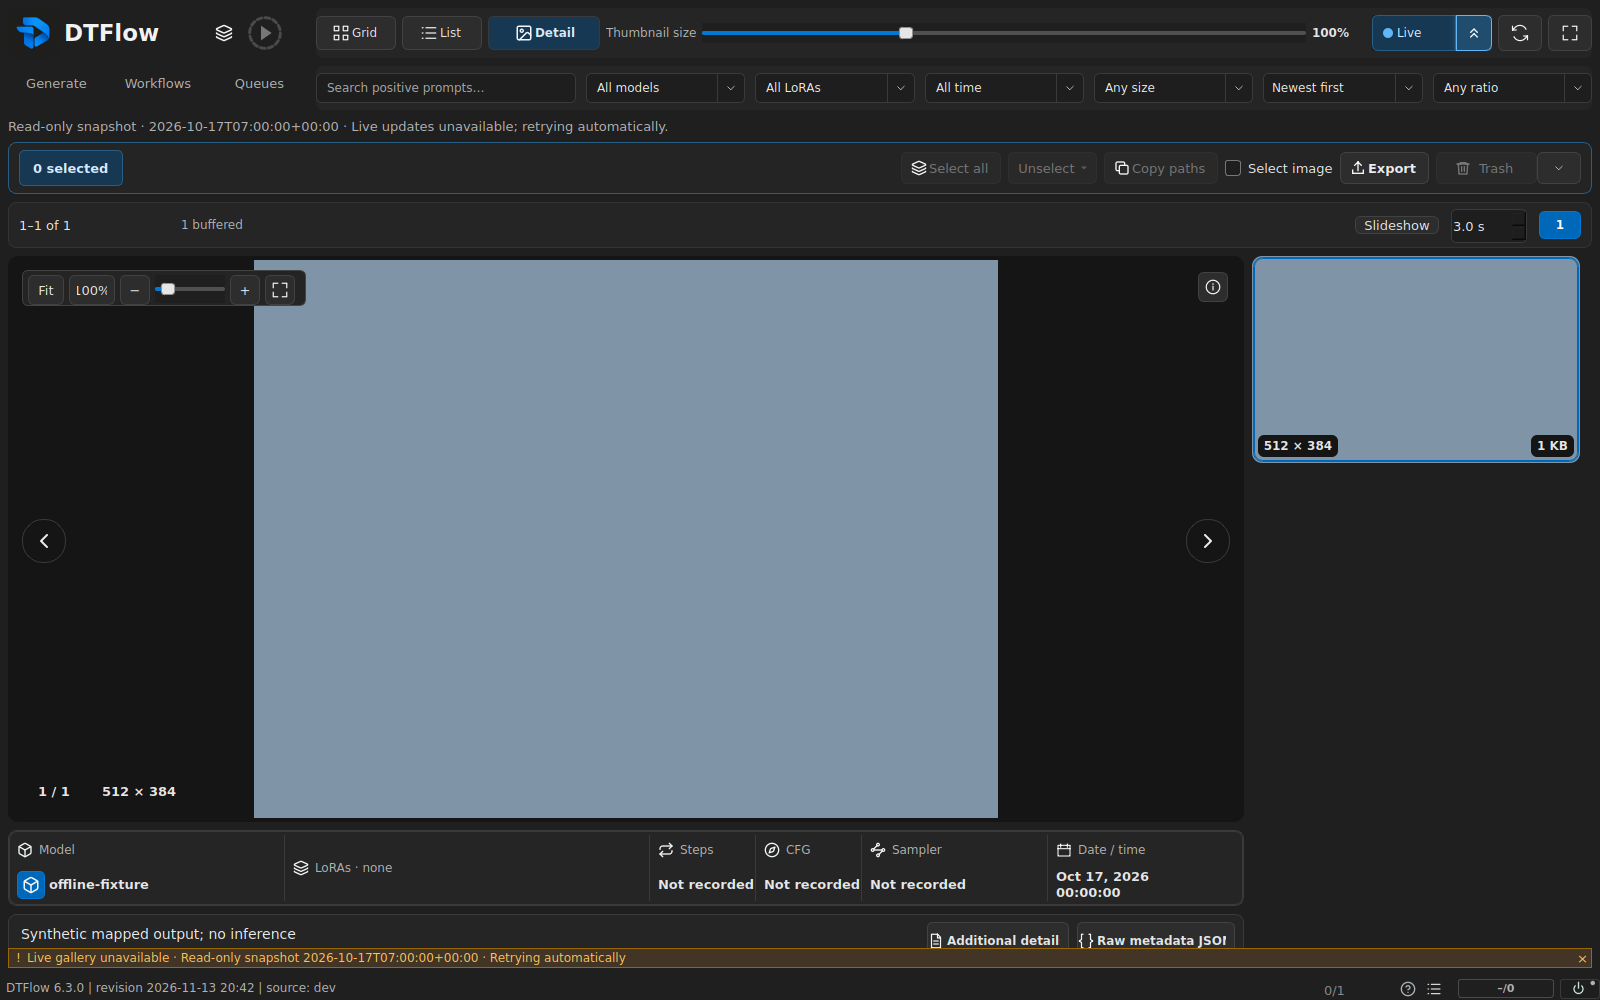 DTFlow
Grid
List
Detail
Thumbnail size
100%
Live
Generate
Workflows
Queues
Search positive prompts...
All models
All LoRAs
All time
Any size
Newest first
Any ratio
Read-only snapshot · 2026-10-17T07:00:00+00:00 · Live updates unavailable; retrying automatically.
0 selected
Select all
Unselect
Copy paths
Select image
Export
Trash
1–1 of 1
1 buffered
Slideshow
3.0 s
1
Fit
100%
−
+
512 × 384
1 KB
1 / 1
512 × 384
Model
offline-fixture
LoRAs · none
Steps
Not recorded
CFG
Not recorded
Sampler
Not recorded
Date / time
Oct 17, 2026
00:00:00
Synthetic mapped output; no inference
Additional detail
{ } Raw metadata JSON
! Live gallery unavailable · Read-only snapshot 2026-10-17T07:00:00+00:00 · Retrying automatically
×
DTFlow 6.3.0 | revision 2026-11-13 20:42 | source: dev
0/1
–/0